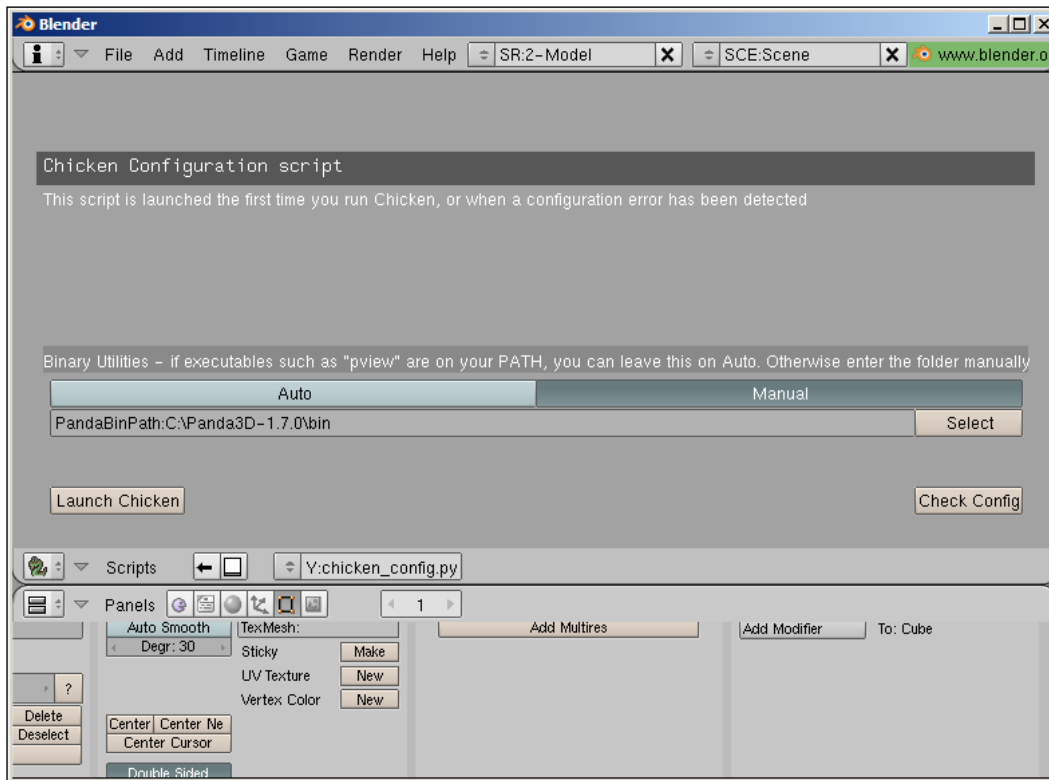 Blender
File Add Timeline Game Render Help SR:2-Model SCE:Scene www.blender.o
Chicken Configuration script
This script is launched the first time you run Chicken, or when a configuration error has been detected
Binary Utilities - if executables such as "pview" are on your PATH, you can leave this on Auto. Otherwise enter the folder manually
Auto Manual
PandaBinPath:C:\Panda3D-1.7.0\bin Select
Launch Chicken Check Config
Scripts Y:chicken_config.py
Panels 1
Auto Smooth TexMesh: Add Multires Add Modifier To: Cube
Degr: 30 Sticky Make
UV Texture New
? Vertex Color New
Delete Center Center Ne
Deselect Center Cursor
Double Sided